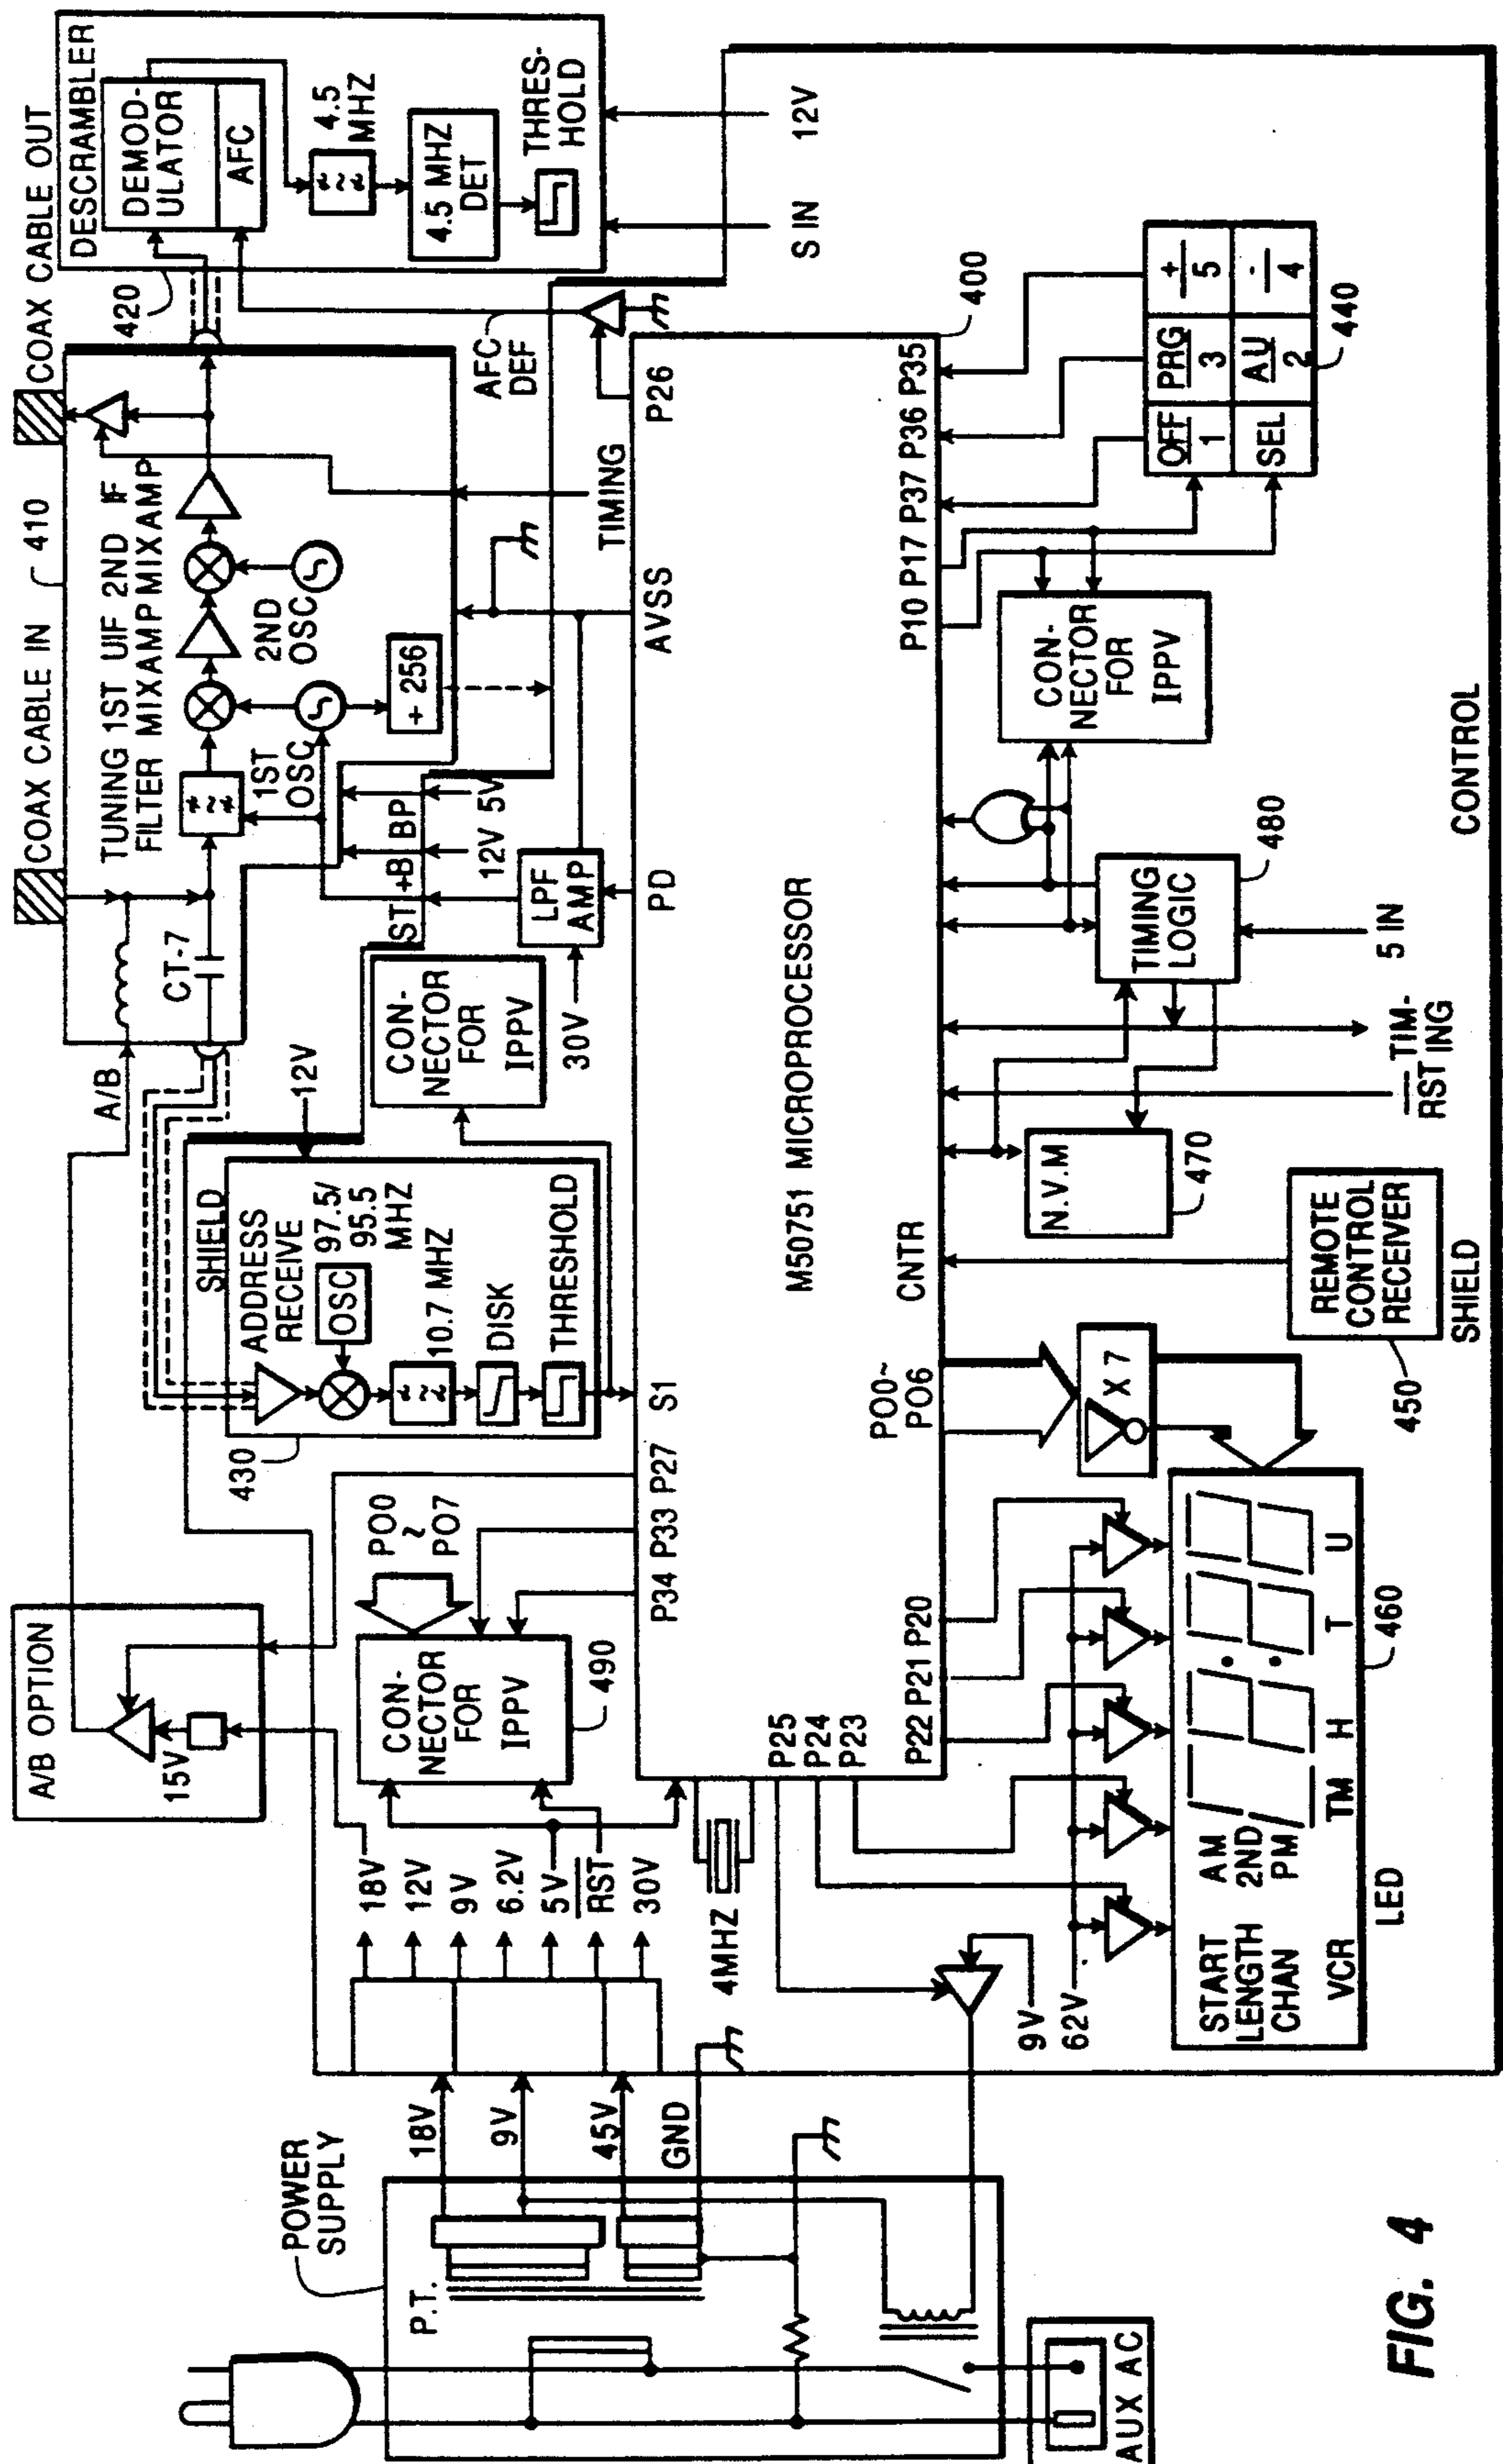 COAX CABLE IN
410
COAX CABLE OUT
TUNING 1ST UIF 2ND IF
FILTER MIX AMP MIX AMP
1ST
OSC
2ND
OSC
+ 256
CT-7
A/B
ST +B BP
12V 5V
DESCRAMBLER
DEMOD-
ULATOR
AFC
4.5
MHZ
4.5 MHZ
DET
THRES-
HOLD
420
S IN
12V
AFC
DEF
TIMING
A/B OPTION
15V
SHIELD
12V
ADDRESS
RECEIVE
97.5/
95.5
MHZ
OSC
10.7 MHZ
DISK
THRESHOLD
430
CON-
NECTOR
FOR
IPPV
30V
LPF
AMP
POO
~
PO7
CON-
NECTOR
FOR
IPPV
490
POWER
SUPPLY
P.T.
18V
9V
45V
GND
18V
12V
9V
6.2V
5V
RST
30V
4MHZ
AUX AC
P34 P33 P27 S1 PD AVSS P26
M50751 MICROPROCESSOR
400
P25
P24
P23
P22 P21 P20
POO~
PO6
CNTR
P10 P17 P37 P36 P35
9V
62V
X 7
START
LENGTH
CHAN
VCR
AM
2ND
PM
TM H T U
LED
460
REMOTE
CONTROL
RECEIVER
450
SHIELD
N.V.M
470
RST
TIM-
ING
TIMING
LOGIC
480
5 IN
CON-
NECTOR
FOR
IPPV
OFF PRG +
1 3 5
SEL AU -
2 4
440
CONTROL
FIG. 4